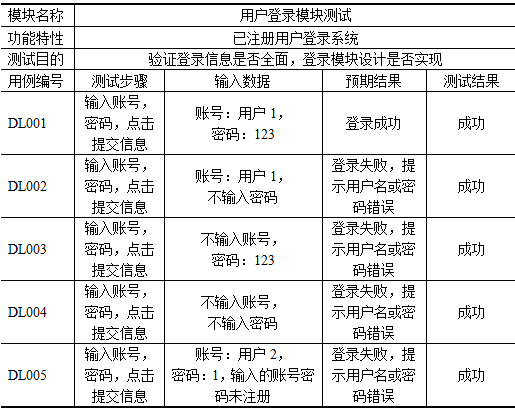 模块名称 用户登录模块测试
功能特性 已注册用户登录系统
测试目的 验证登录信息是否全面，登录模块设计是否实现
用例编号 测试步骤 输入数据 预期结果 测试结果
DL001
输入账号，
密码，点击
提交信息
账号：用户 1，
密码：123
登录成功
成功
DL002
输入账号，
密码，点击
提交信息
账号：用户 1，
不输入密码
登录失败，提
示用户名或密
码错误
成功
DL003
输入账号，
密码，点击
提交信息
不输入账号，
密码：123
登录失败，提
示用户名或密
码错误
成功
DL004
输入账号，
密码，点击
提交信息
不输入账号，
不输入密码
登录失败，提
示用户名或密
码错误
成功
DL005
输入账号，
密码，点击
提交信息
账号：用户 2，
密码：1，输入的账号密
码未注册
登录失败，提
示用户名或密
码错误
成功